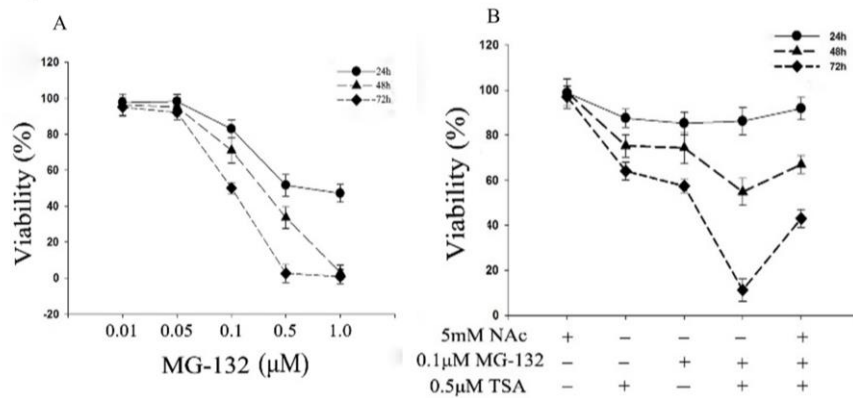 A
Viability (%)
120
100
80
60
40
20
0
-20
24h
48h
72h
0.01 0.05 0.1 0.5 1.0
MG-132 (μM)
B
Viability (%)
120
100
80
60
40
20
0
24h
48h
72h
5mM NAc + – – – +
0.1μM MG-132 – – + + +
0.5μM TSA – + – + +